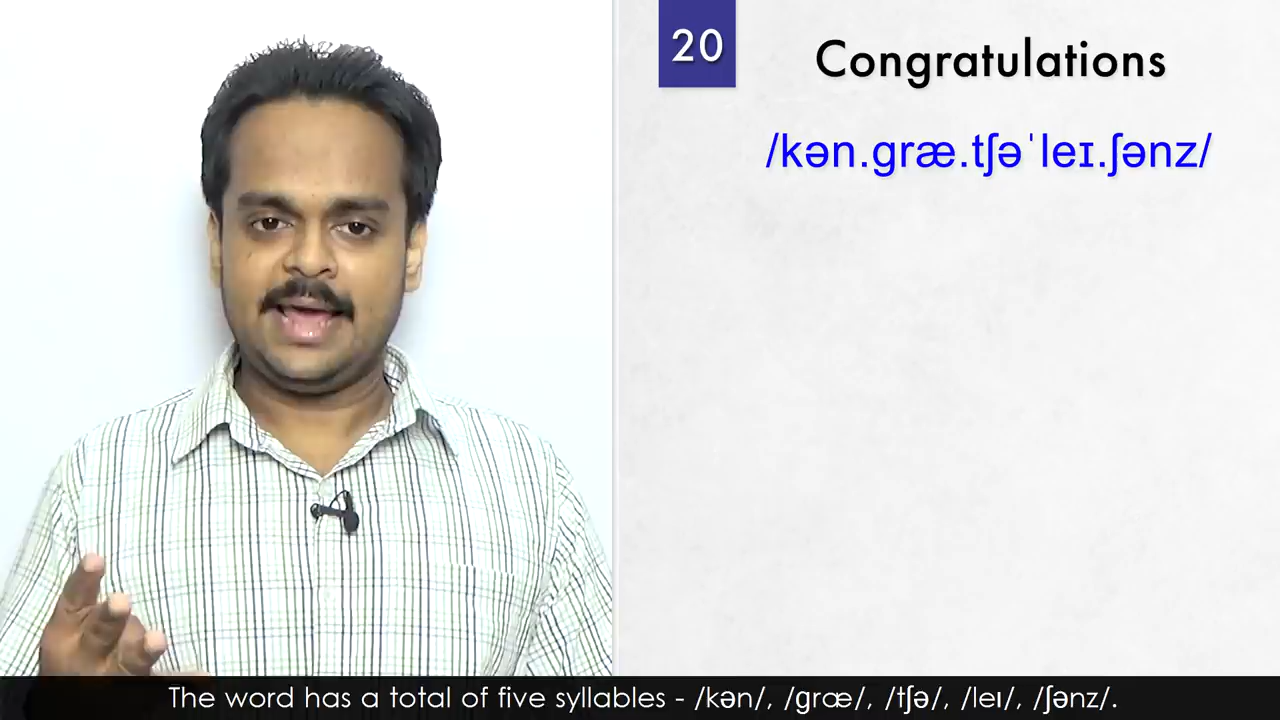 20
Congratulations
/kən.græ.tʃəˈleɪ.ʃənz/
The word has a total of five syllables - /kən/, /græ/, /tʃə/, /leɪ/, /ʃənz/.